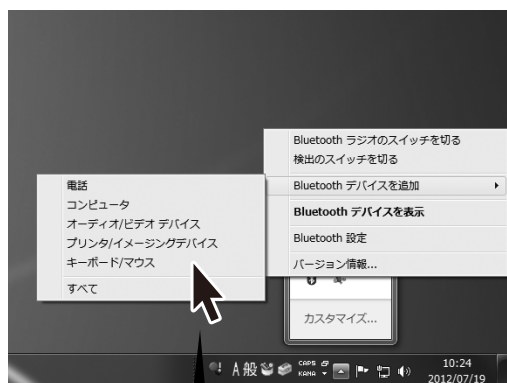 Bluetooth ラジオのスイッチを切る
検出のスイッチを切る
Bluetooth デバイスを追加
Bluetooth デバイスを表示
Bluetooth 設定
バージョン情報...
電話
コンピュータ
オーディオ/ビデオ デバイス
プリンタ/イメージングデバイス
キーボード/マウス
すべて
カスタマイズ...
A 般 CAPS KANA
10:24
2012/07/19